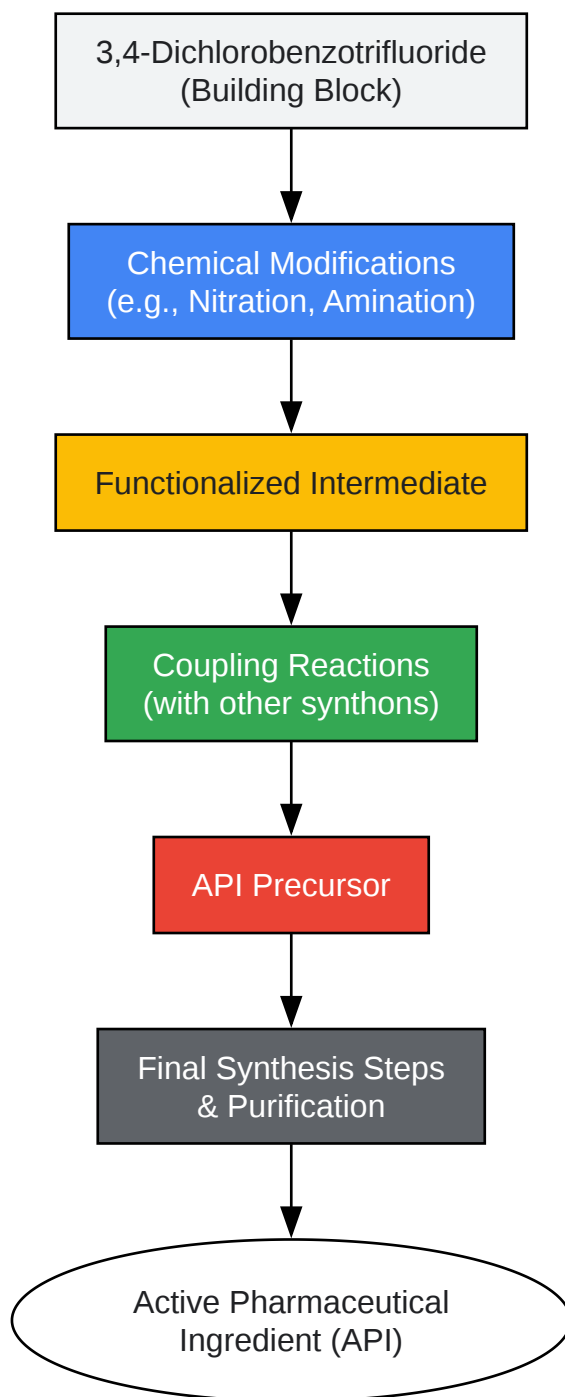 3,4-Dichlorobenzotrifluoride
(Building Block)
Chemical Modifications
(e.g., Nitration, Amination)
Functionalized Intermediate
Coupling Reactions
(with other synthons)
API Precursor
Final Synthesis Steps
& Purification
Active Pharmaceutical
Ingredient (API)